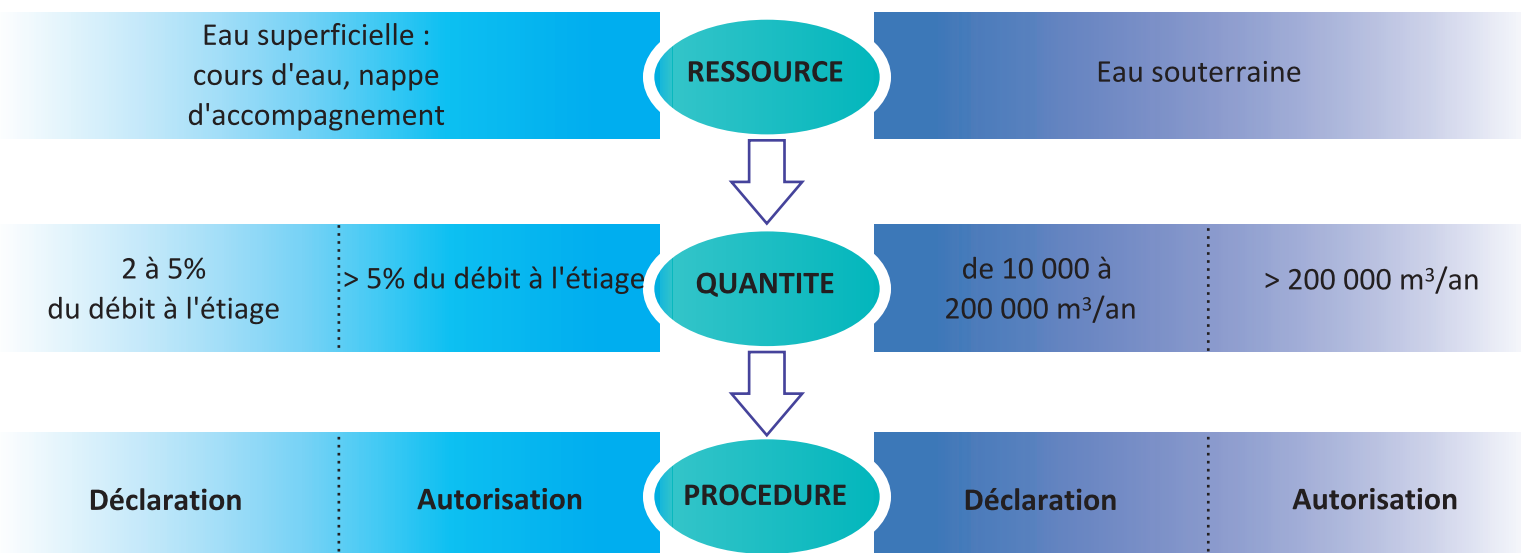 Eau superficielle :
cours d'eau, nappe
d'accompagnement
RESSOURCE
Eau souterraine
2 à 5%
du débit à l'étiage
> 5% du débit à l'étiage
QUANTITE
de 10 000 à
200 000 m³/an
> 200 000 m³/an
Déclaration
Autorisation
PROCEDURE
Déclaration
Autorisation